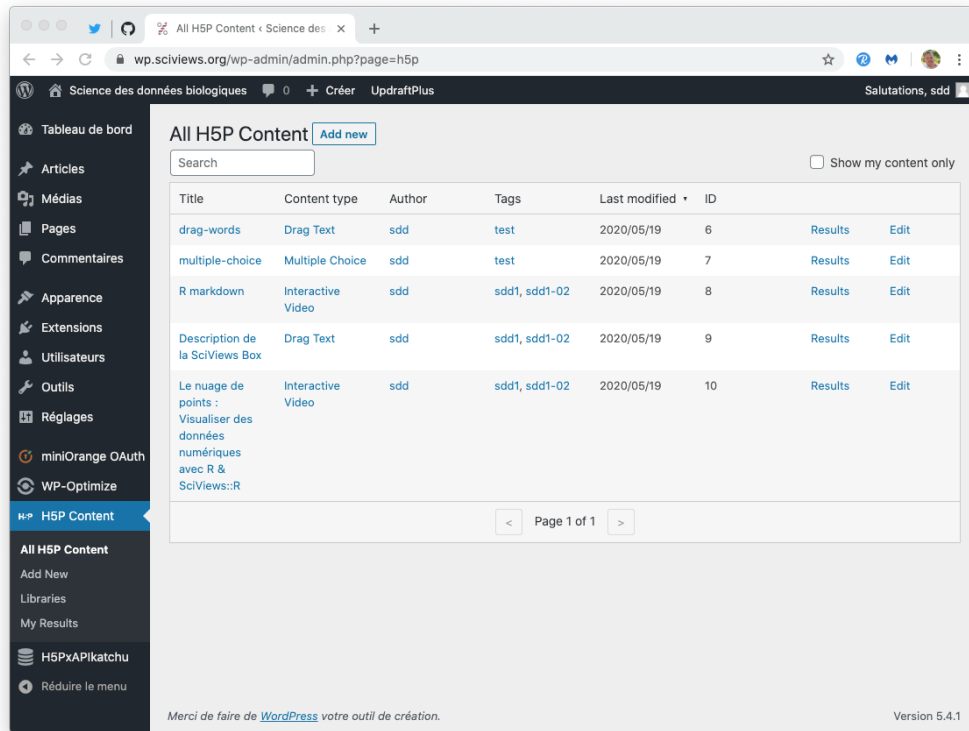 All H5P Content ‹ Science des
wp.sciviews.org/wp-admin/admin.php?page=h5p
Science des données biologiques 0 + Créer UpdraftPlus Salutations, sdd
Tableau de bord
Articles
Médias
Pages
Commentaires
Apparence
Extensions
Utilisateurs
Outils
Réglages
miniOrange OAuth
WP-Optimize
H5P H5P Content
All H5P Content
Add New
Libraries
My Results
H5PxAPIkatchu
Réduire le menu
All H5P Content Add new
Search
Show my content only
Title Content type Author Tags Last modified ID
drag-words Drag Text sdd test 2020/05/19 6 Results Edit
multiple-choice Multiple Choice sdd test 2020/05/19 7 Results Edit
R markdown Interactive sdd sdd1, sdd1-02 2020/05/19 8 Results Edit
Video
Description de Drag Text sdd sdd1, sdd1-02 2020/05/19 9 Results Edit
la SciViews Box
Le nuage de Interactive sdd sdd1, sdd1-02 2020/05/19 10 Results Edit
points : Video
Visualiser des
données
numériques
avec R &
SciViews::R
< Page 1 of 1 >
Merci de faire de WordPress votre outil de création. Version 5.4.1